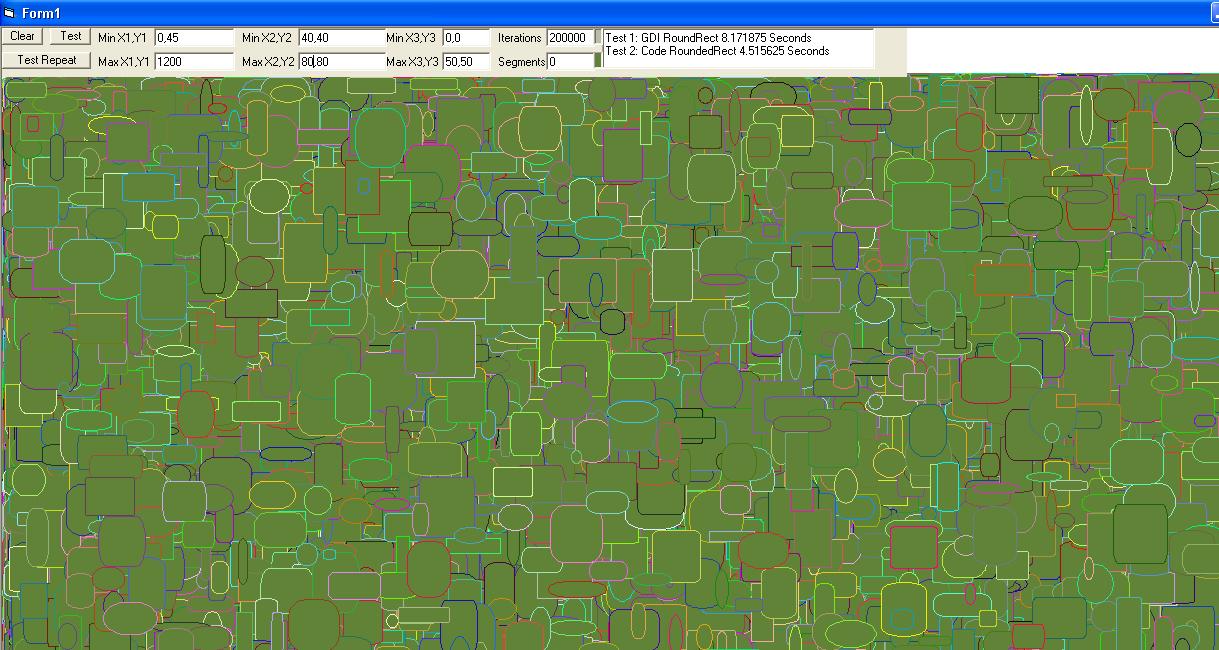 Form1
Clear Test Min X1,Y1 0,45 Min X2,Y2 40,40 Min X3,Y3 0,0 Iterations 200000 Test 1: GDI RoundRect 8.171875 Seconds
Test 2: Code RoundedRect 4.515625 Seconds
Test Repeat Max X1,Y1 1200 Max X2,Y2 80,80 Max X3,Y3 50,50 Segments 0